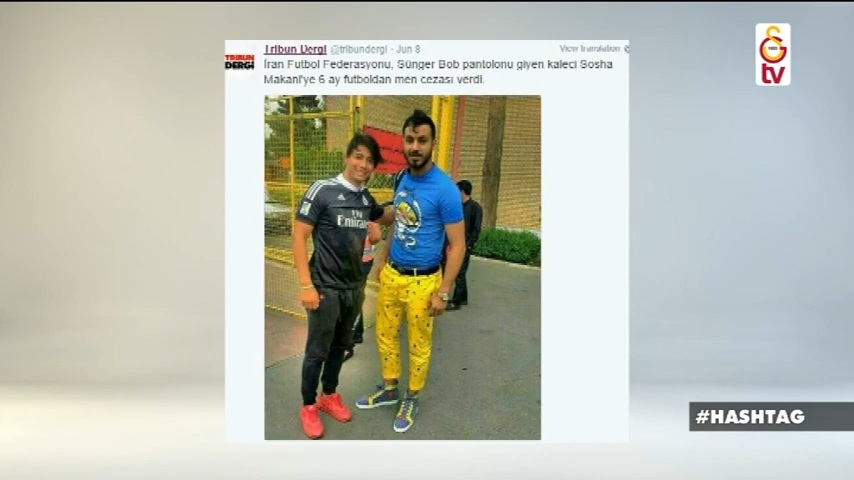 Tribun Dergi @tribundergi · Jun 8
View translation
TRIBUN
DERGI
İran Futbol Federasyonu, Sünger Bob pantolonu giyen kaleci Sosha
Makani'ye 6 ay futboldan men cezası verdi.
Fly
Emirates
tv
#HASHTAG